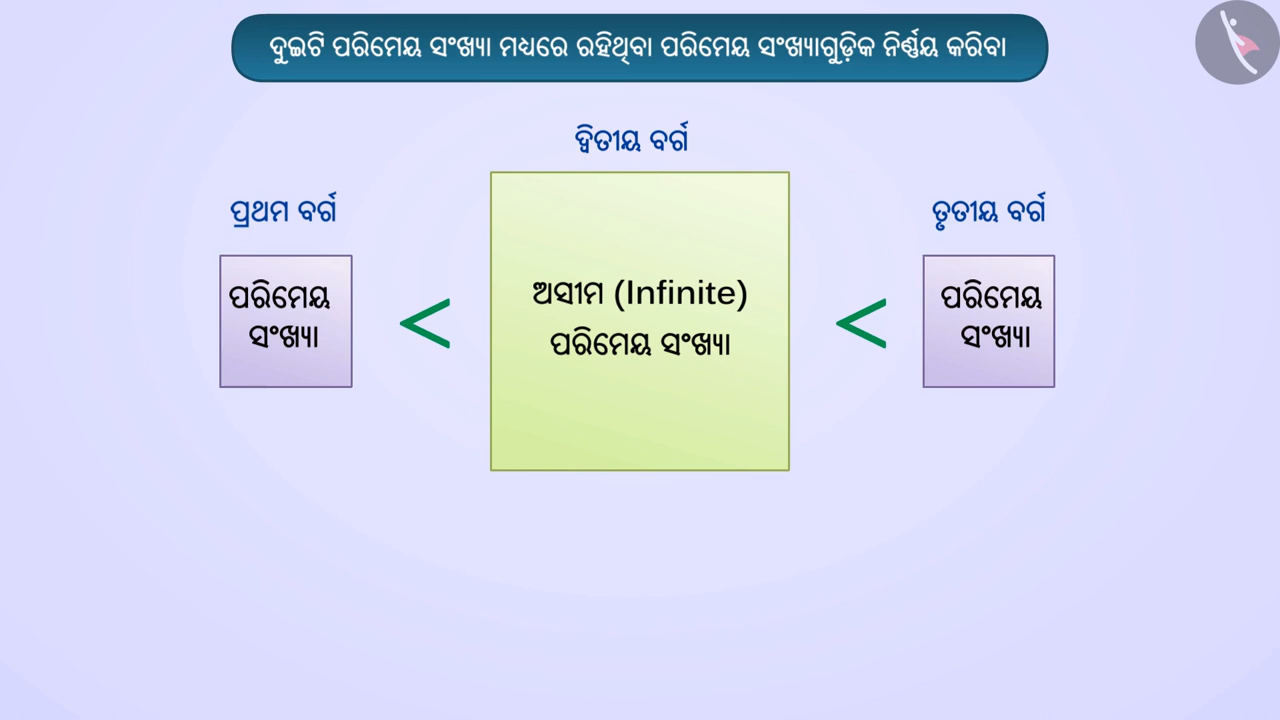 ଦୁଇଟି ପରିମେୟ ସଂଖ୍ୟା ମଧ୍ୟରେ ରହିଥିବା ପରିମେୟ ସଂଖ୍ୟାଗୁଡ଼ିକ ନିର୍ଣ୍ଣୟ କରିବା
ଦ୍ୱିତୀୟ ବର୍ଗ
ପ୍ରଥମ ବର୍ଗ
ତୃତୀୟ ବର୍ଗ
ପରିମେୟ
ସଂଖ୍ୟା
<
ଅସୀମ (Infinite)
ପରିମେୟ ସଂଖ୍ୟା
<
ପରିମେୟ
ସଂଖ୍ୟା